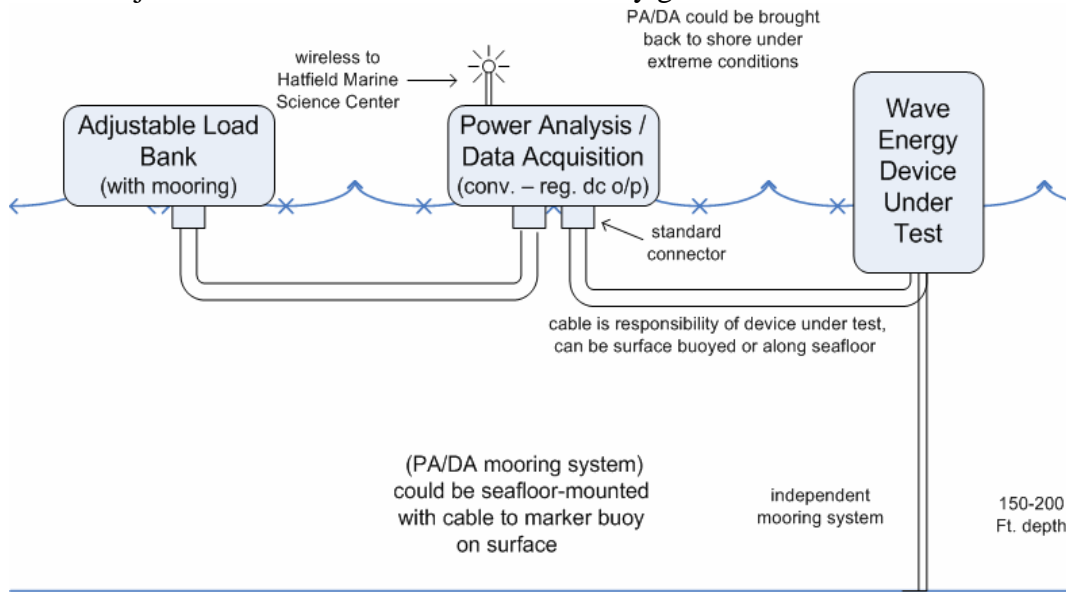 PA/DA could be brought
back to shore under
extreme conditions
wireless to
Hatfield Marine
Science Center
Adjustable Load
Bank
(with mooring)
Power Analysis /
Data Acquisition
(conv. – reg. dc o/p)
Wave
Energy
Device
Under
Test
standard
connector
cable is responsibility of device under test,
can be surface buoyed or along seafloor
(PA/DA mooring system)
could be seafloor-mounted
with cable to marker buoy
on surface
independent
mooring system
150-200
Ft. depth